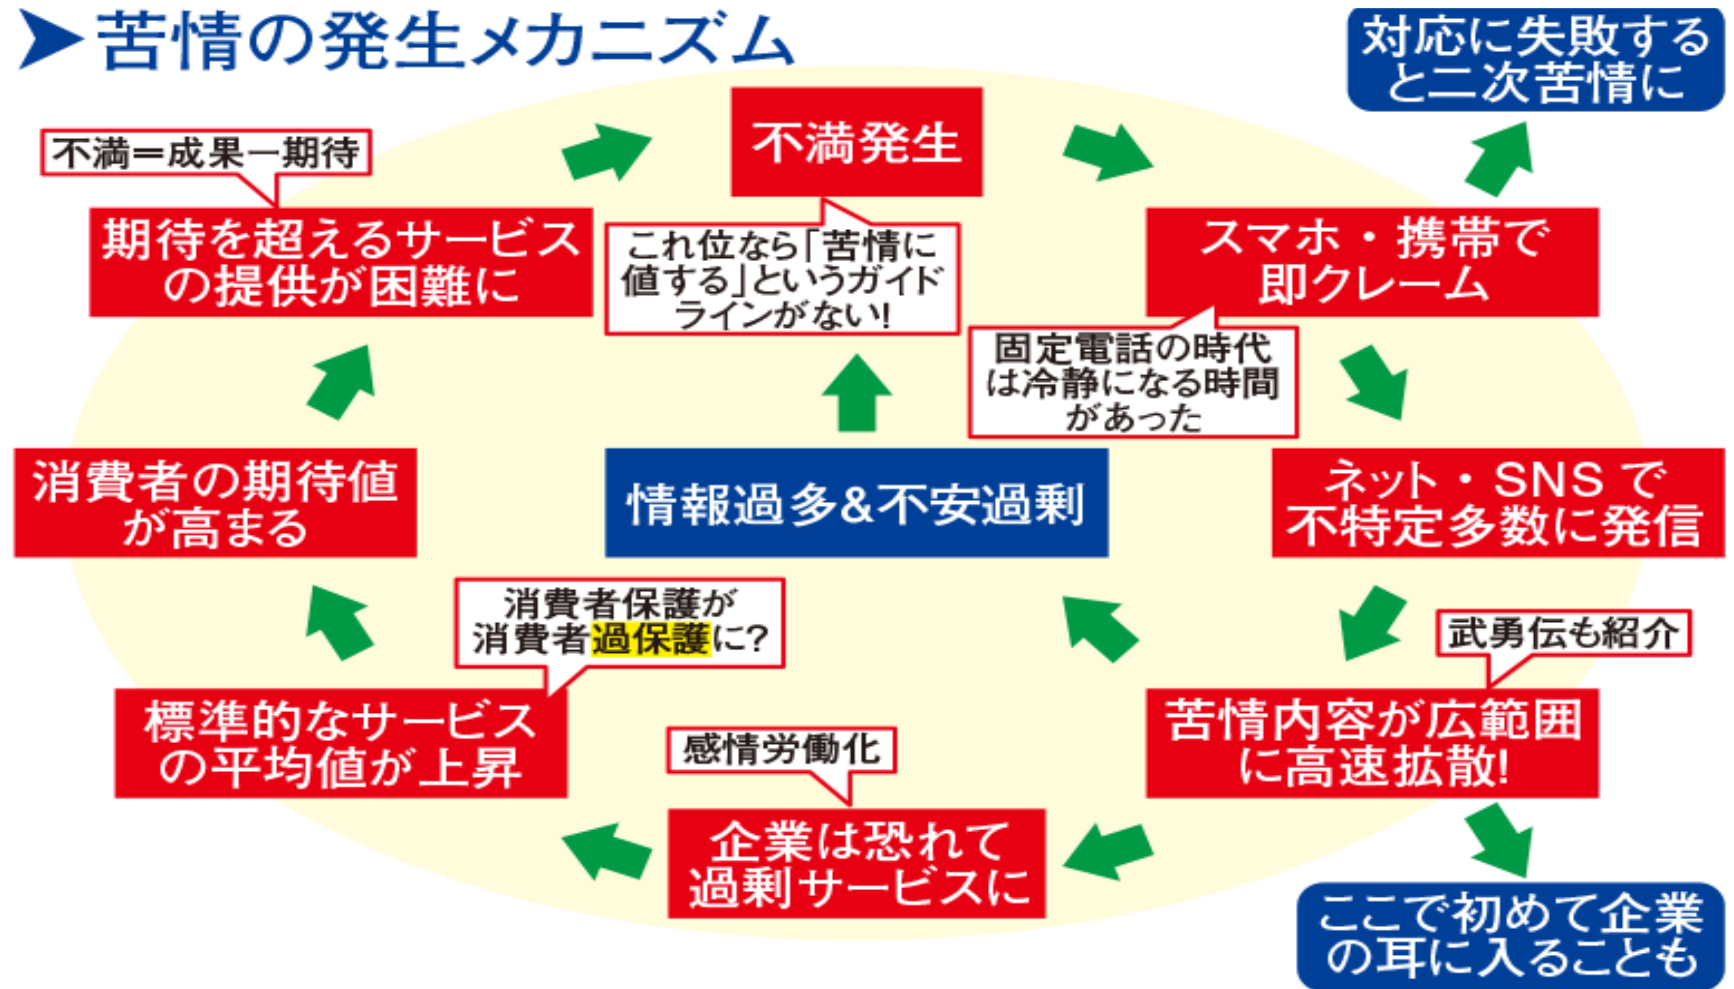 苦情の発生メカニズム
対応に失敗する
と二次苦情に
不満発生
不満＝成果－期待
期待を超えるサービス
の提供が困難に
これ位なら「苦情に
値する」というガイド
ラインがない!
スマホ・携帯で
即クレーム
固定電話の時代
は冷静になる時間
があった
消費者の期待値
が高まる
情報過多&不安過剰
ネット・SNSで
不特定多数に発信
消費者保護が
消費者過保護に?
武勇伝も紹介
標準的なサービス
の平均値が上昇
感情労働化
苦情内容が広範囲
に高速拡散!
企業は恐れて
過剰サービスに
ここで初めて企業
の耳に入ることも